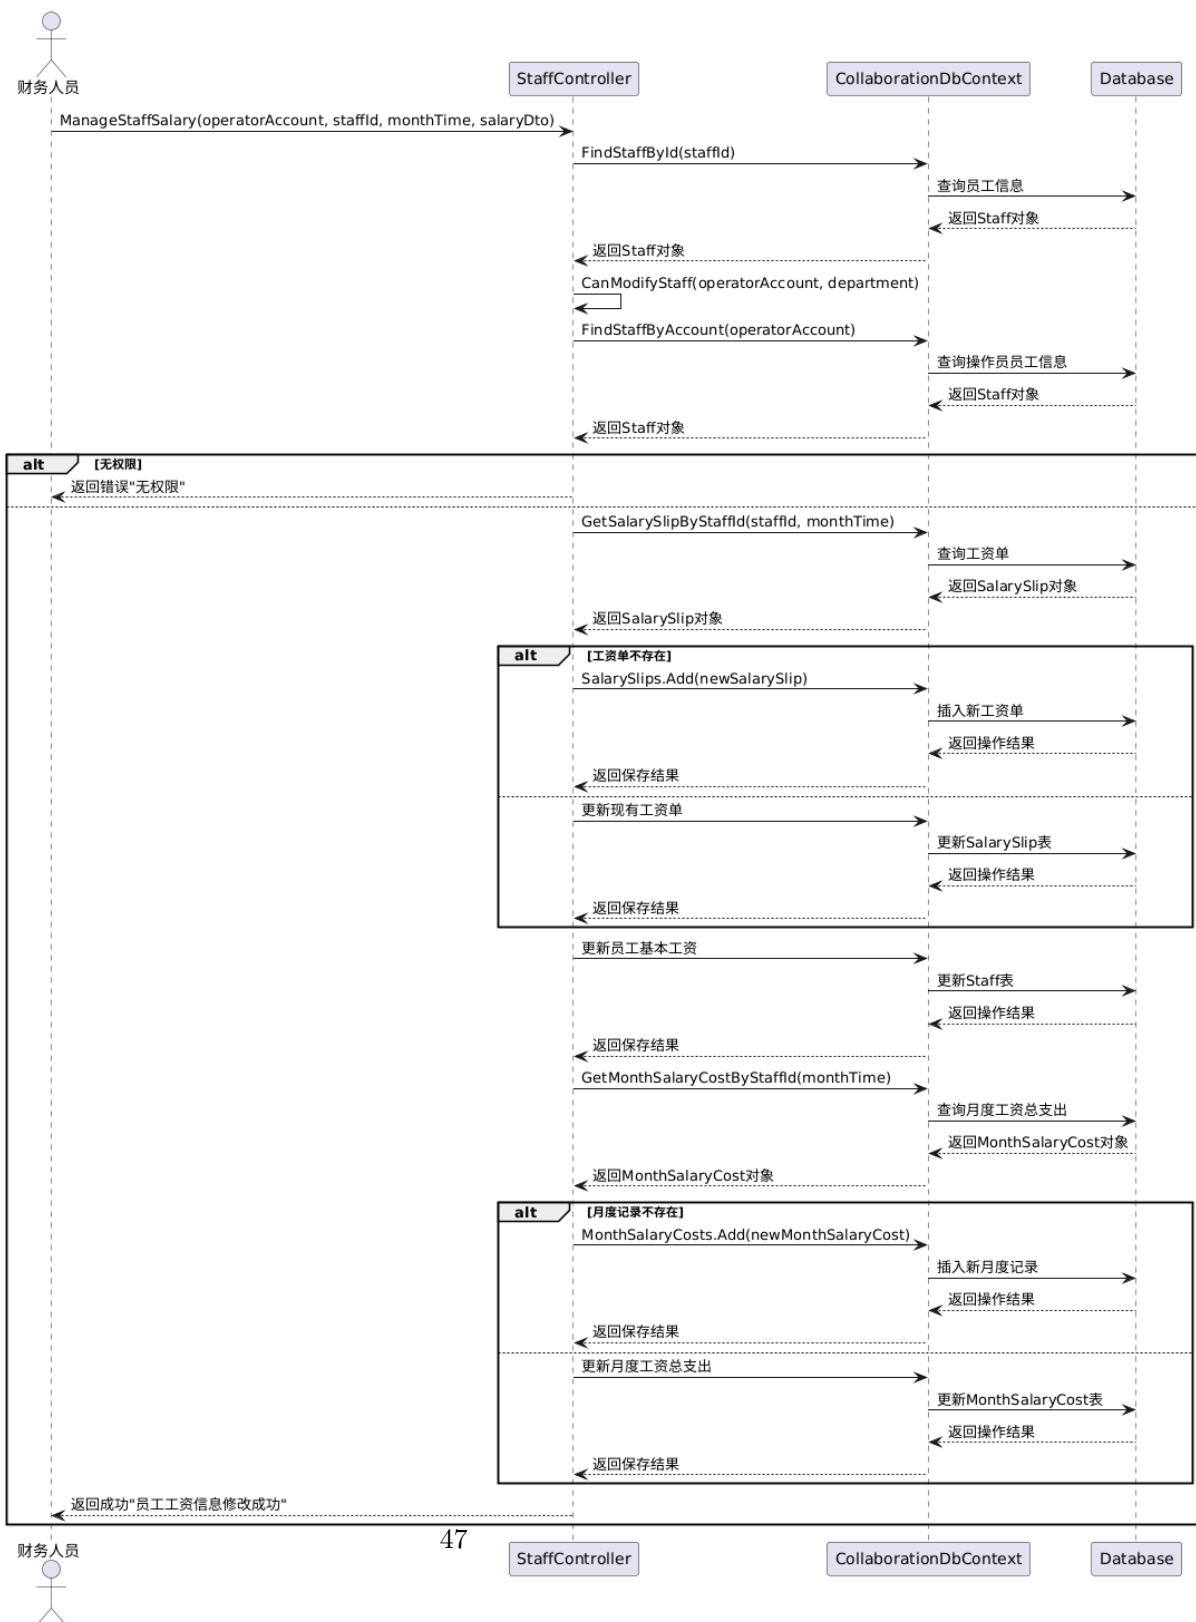 财务人员
StaffController
CollaborationDbContext
Database
ManageStaffSalary(operatorAccount, staffId, monthTime, salaryDto)
FindStaffById(staffId)
查询员工信息
返回Staff对象
返回Staff对象
CanModifyStaff(operatorAccount, department)
FindStaffByAccount(operatorAccount)
查询操作员员工信息
返回Staff对象
返回Staff对象
alt [无权限]
返回错误"无权限"
GetSalarySlipByStaffId(staffId, monthTime)
查询工资单
返回SalarySlip对象
返回SalarySlip对象
alt [工资单不存在]
SalarySlips.Add(newSalarySlip)
插入新工资单
返回操作结果
返回保存结果
更新现有工资单
更新SalarySlip表
返回操作结果
返回保存结果
更新员工基本工资
更新Staff表
返回操作结果
返回保存结果
GetMonthSalaryCostByStaffId(monthTime)
查询月度工资总支出
返回MonthSalaryCost对象
返回MonthSalaryCost对象
alt [月度记录不存在]
MonthSalaryCosts.Add(newMonthSalaryCost)
插入新月度记录
返回操作结果
返回保存结果
更新月度工资总支出
更新MonthSalaryCost表
返回操作结果
返回保存结果
返回成功"员工工资信息修改成功"
47
财务人员
StaffController
CollaborationDbContext
Database